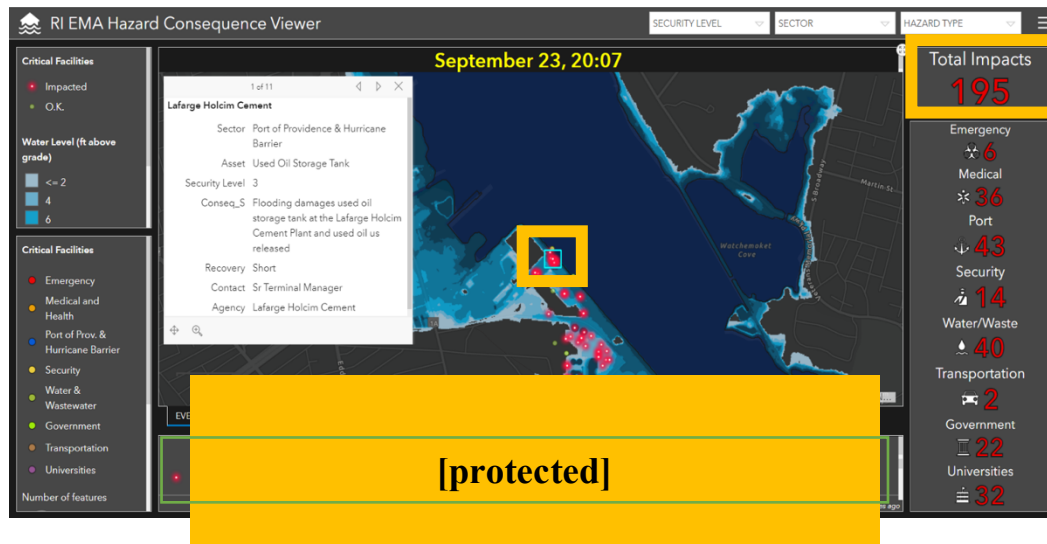 RI EMA Hazard Consequence Viewer
SECURITY LEVEL
SECTOR
HAZARD TYPE
Critical Facilities
Impacted
O.K.
Water Level (ft above
grade)
<= 2
4
6
Critical Facilities
Emergency
Medical and
Health
Port of Prov. &
Hurricane Barrier
Security
Water &
Wastewater
Government
Transportation
Universities
Number of features
September 23, 20:07
1 of 11
Lafarge Holcim Cement
Sector Port of Providence & Hurricane
Barrier
Asset Used Oil Storage Tank
Security Level 3
Conseq_S Flooding damages used oil
storage tank at the Lafarge Holcim
Cement Plant and used oil us
released
Recovery Short
Contact Sr Terminal Manager
Agency Lafarge Holcim Cement
S Broadway
Martin St
Watchemoket
Cove
EVE
[protected]
ago
Total Impacts
195
Emergency
6
Medical
36
Port
43
Security
14
Water/Waste
40
Transportation
2
Government
22
Universities
32